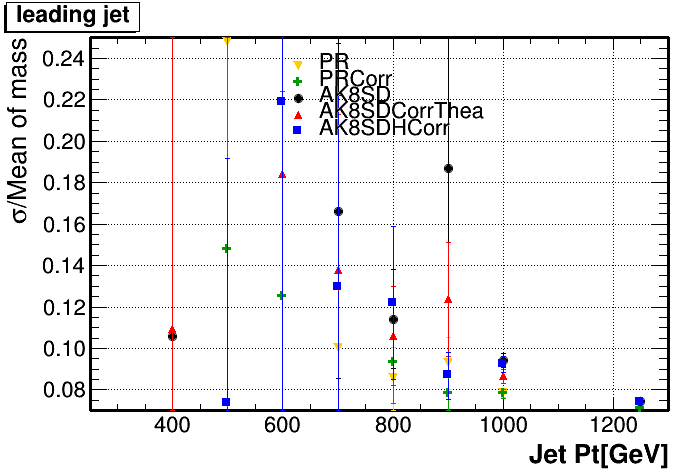 leading jet
σ/Mean of mass
0.24
0.22
0.20
0.18
0.16
0.14
0.12
0.10
0.08
PR
PRCorr
AK8SD
AK8SDCorrThea
AK8SDHCorr
400 600 800 1000 1200
Jet Pt[GeV]